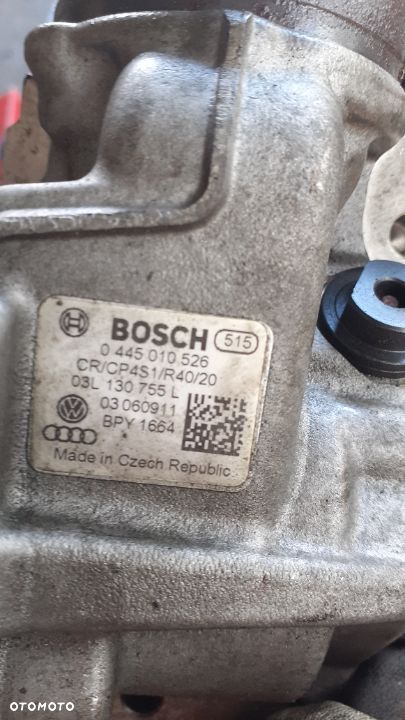 BOSCH 515
0 445 010 526
CR/CP4S1/R40/20
03L 130 755 L
03 060911
BPY 1664
Made in Czech Republic
OTOMOTO